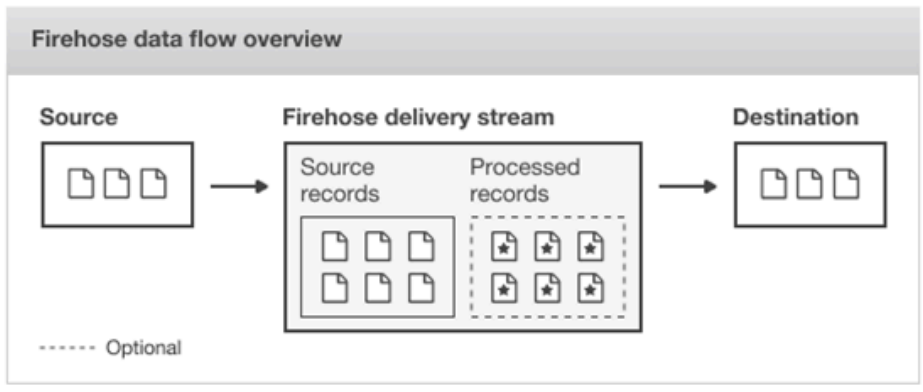 Firehose data flow overview
Source
Firehose delivery stream
Destination
Source
records
Processed
records
Optional